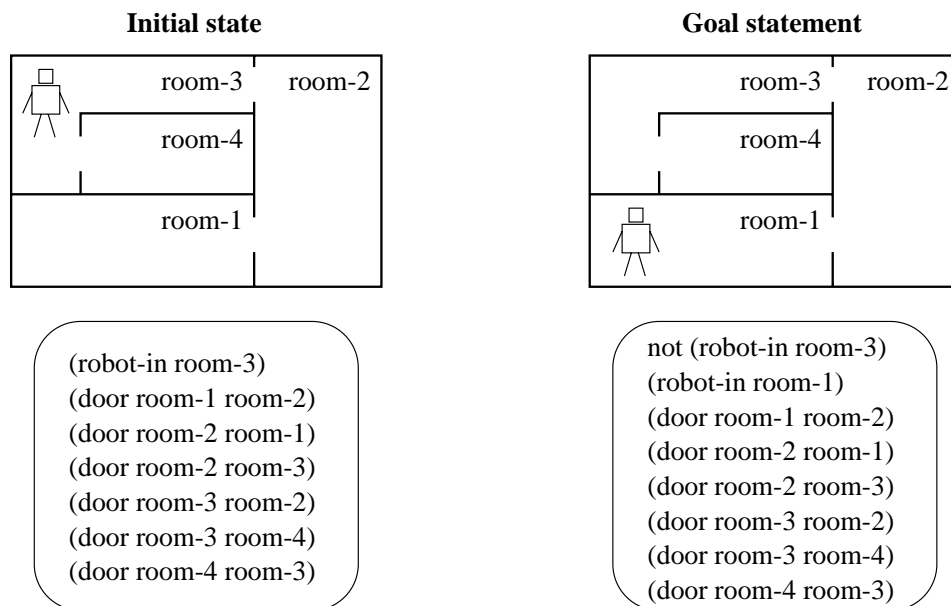 Initial state
room-3
room-2
room-4
room-1
(robot-in room-3)
(door room-1 room-2)
(door room-2 room-1)
(door room-2 room-3)
(door room-3 room-2)
(door room-3 room-4)
(door room-4 room-3)
Goal statement
room-3
room-2
room-4
room-1
not (robot-in room-3)
(robot-in room-1)
(door room-1 room-2)
(door room-2 room-1)
(door room-2 room-3)
(door room-3 room-2)
(door room-3 room-4)
(door room-4 room-3)